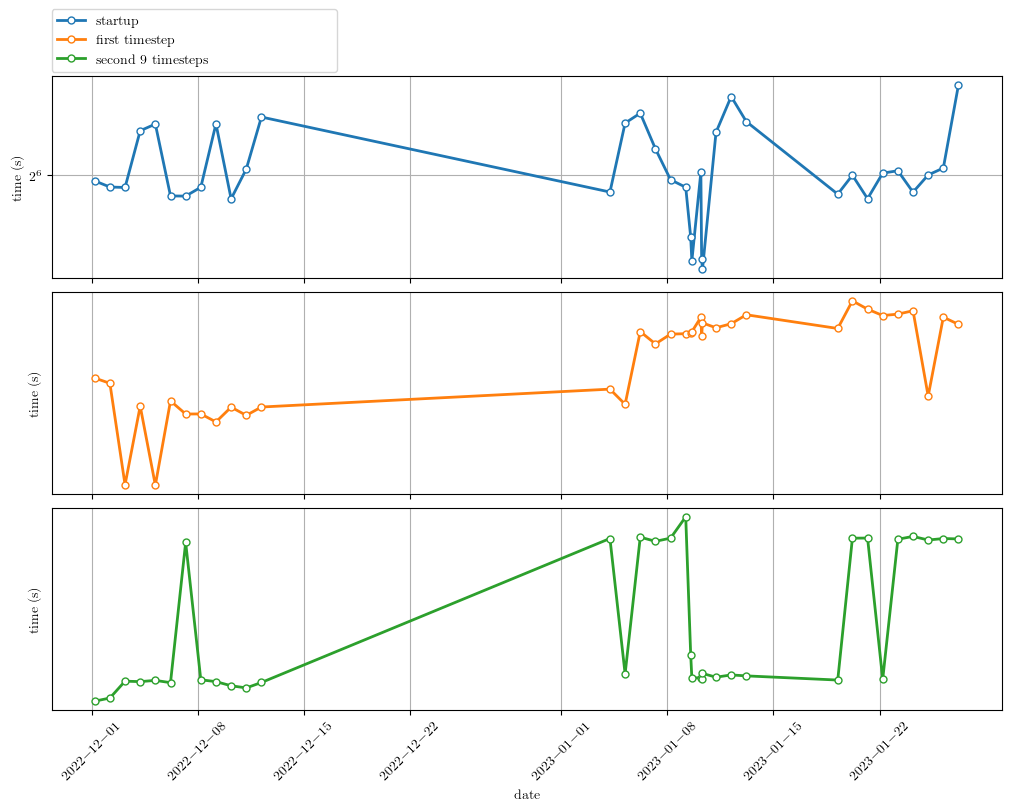 startup
first timestep
second 9 timesteps
time (s)
2⁶
time (s)
time (s)
2022−12−01
2022−12−08
2022−12−15
2022−12−22
2023−01−01
2023−01−08
2023−01−15
2023−01−22
date